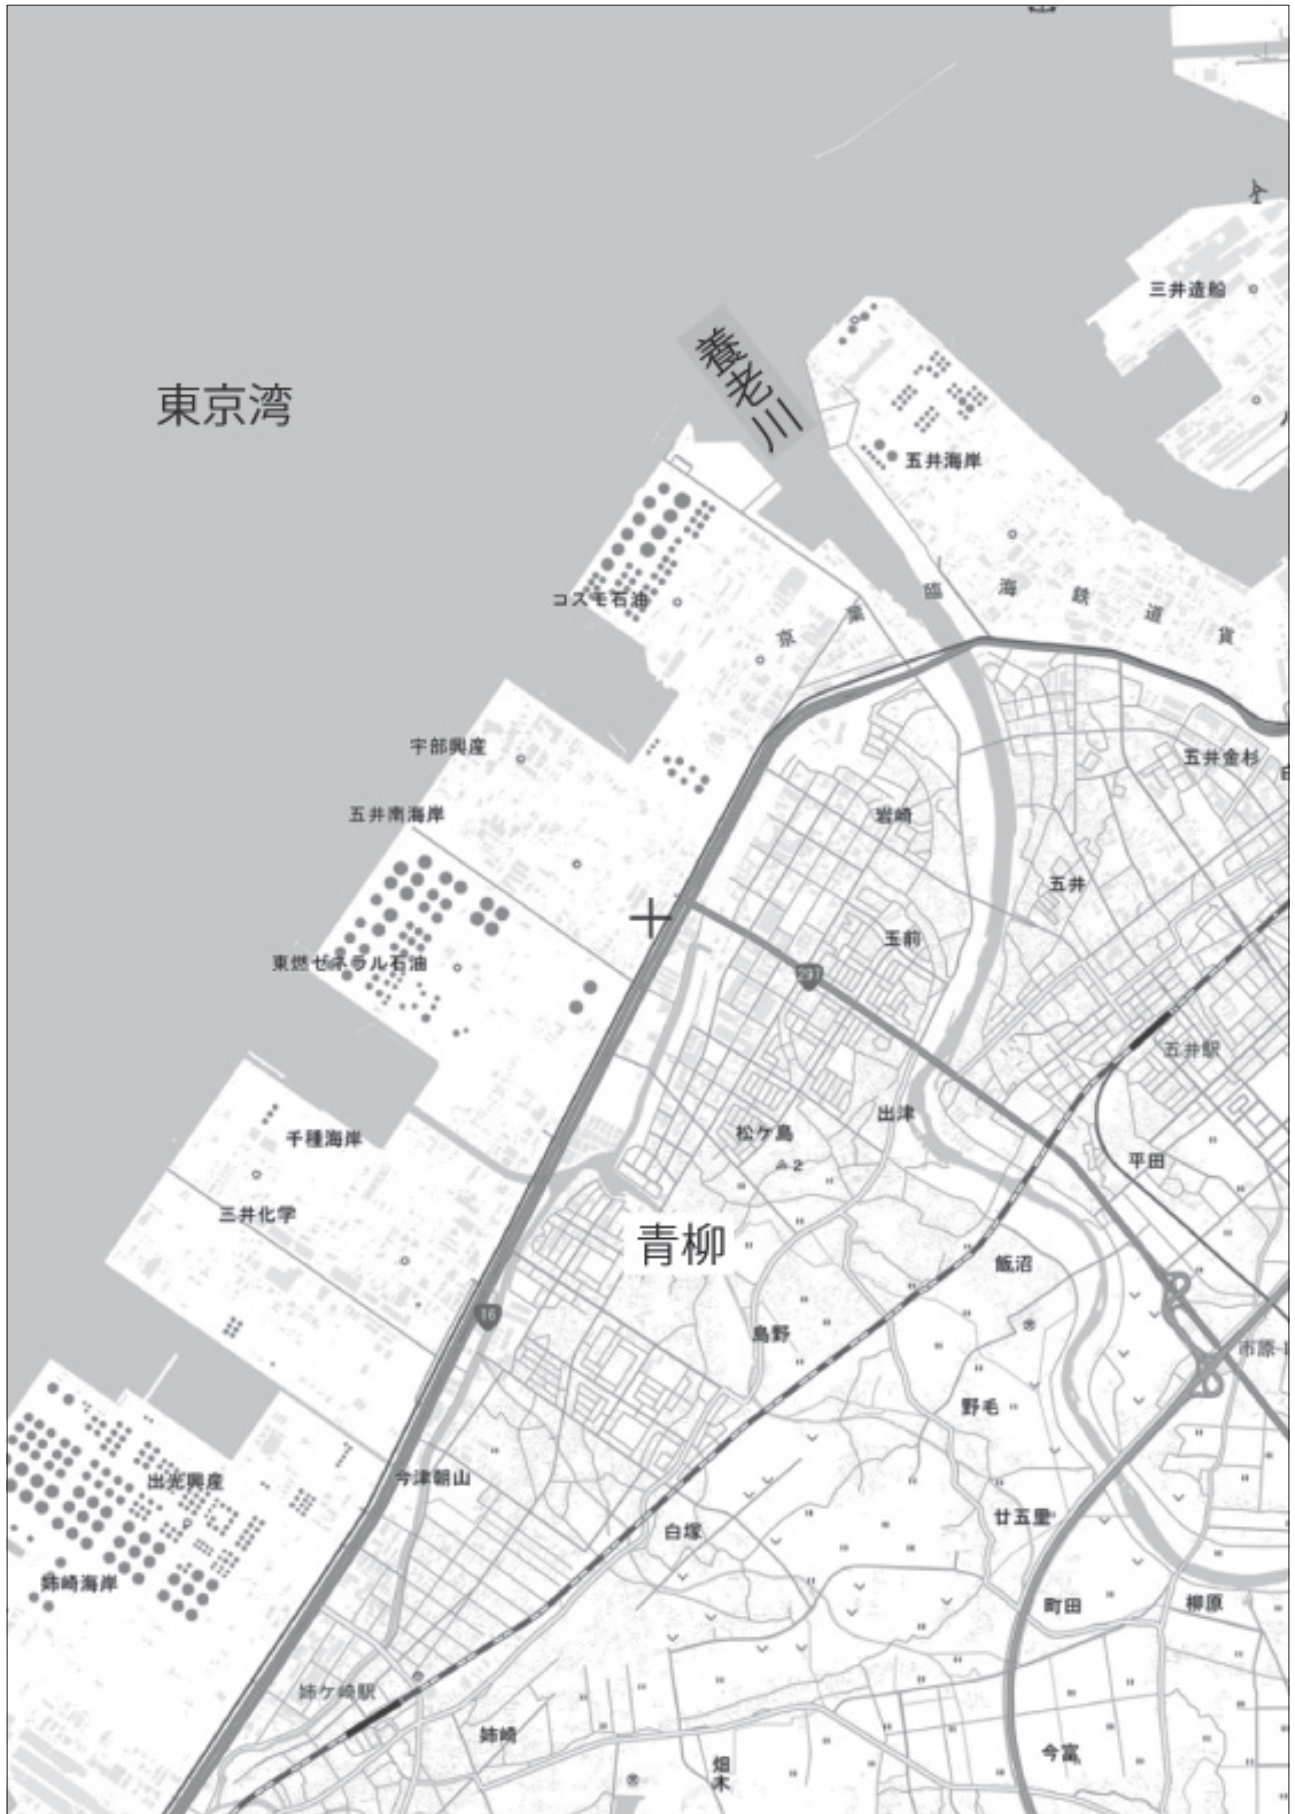 三井造船
養老川
東京湾
五井海岸
コスモ石油
京葉臨海鉄道貨
宇部興産
五井金杉
五井南海岸
岩崎
五井
玉前
東燃ゼネラル石油
297
五井駅
出津
松ケ島
千種海岸
平田
2
三井化学
青柳
飯沼
16
島野
市原
野毛
今津朝山
出光興産
廿五里
白塚
姉崎海岸
町田
柳原
姉ケ崎駅
姉崎
今富
畑木